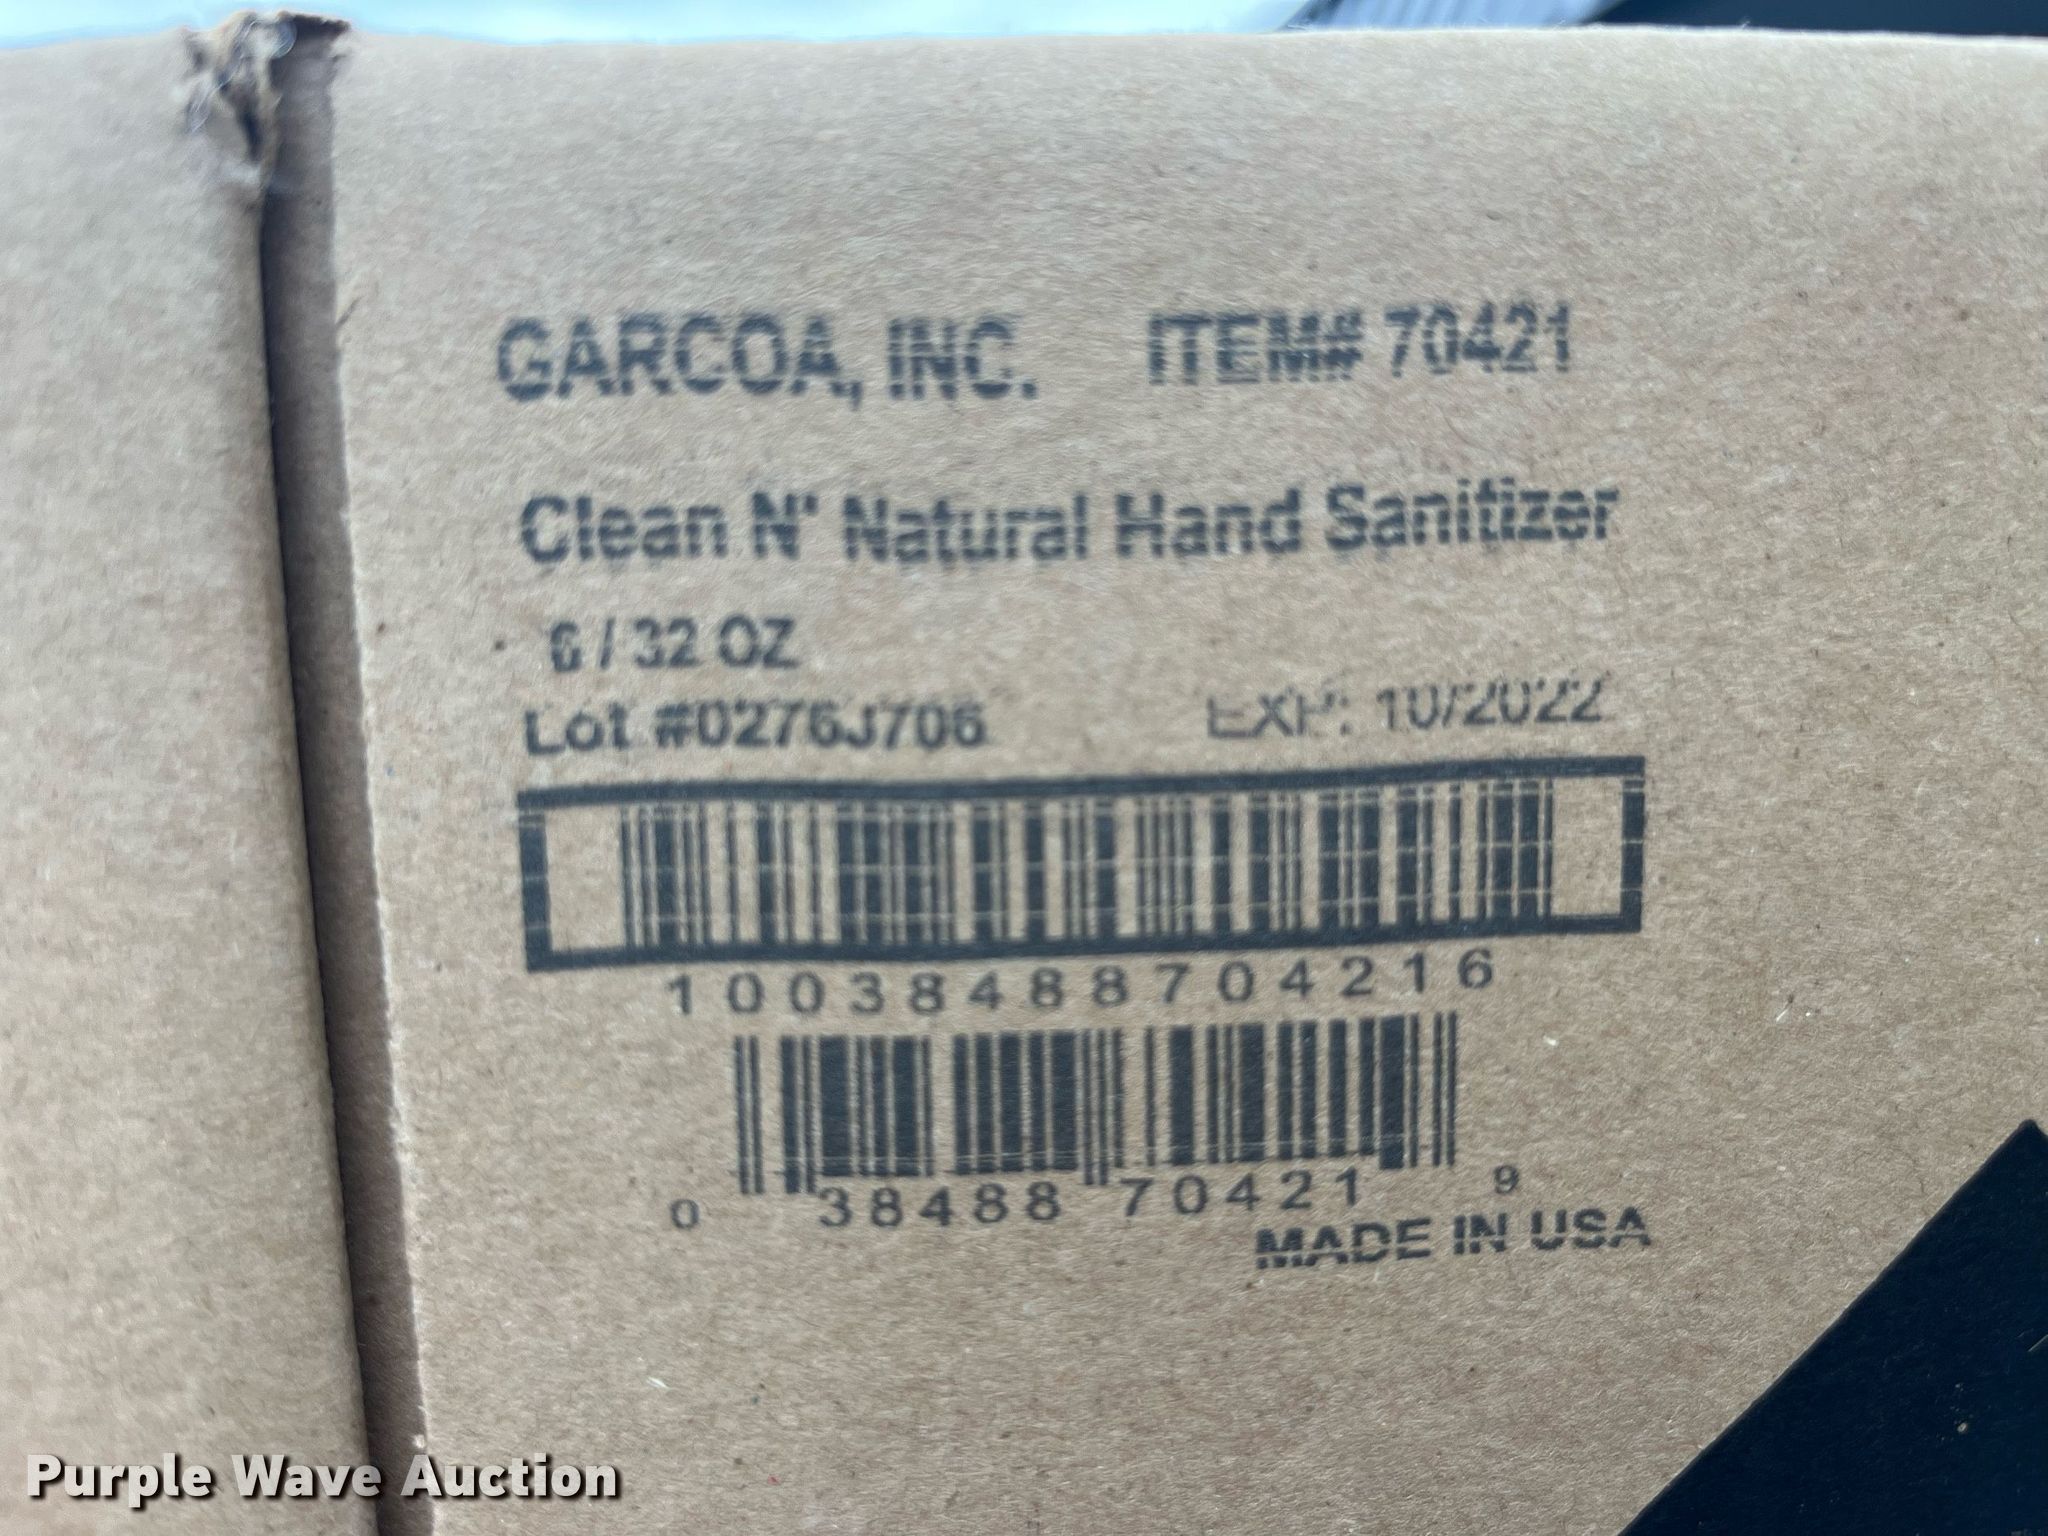 GARCOA, INC. ITEM# 70421
Clean N' Natural Hand Sanitizer
6 / 32 OZ
Lot #0276J706 EXP: 10/2022
10038488704216
0 38488 70421 9
MADE IN USA
Purple Wave Auction